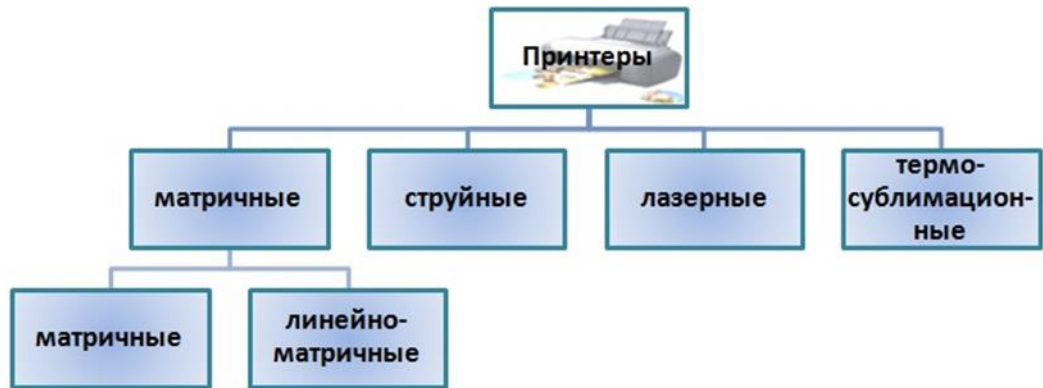 Принтеры
матричные
струйные
лазерные
термо-
сублимацион-
ные
матричные
линейно-
матричные